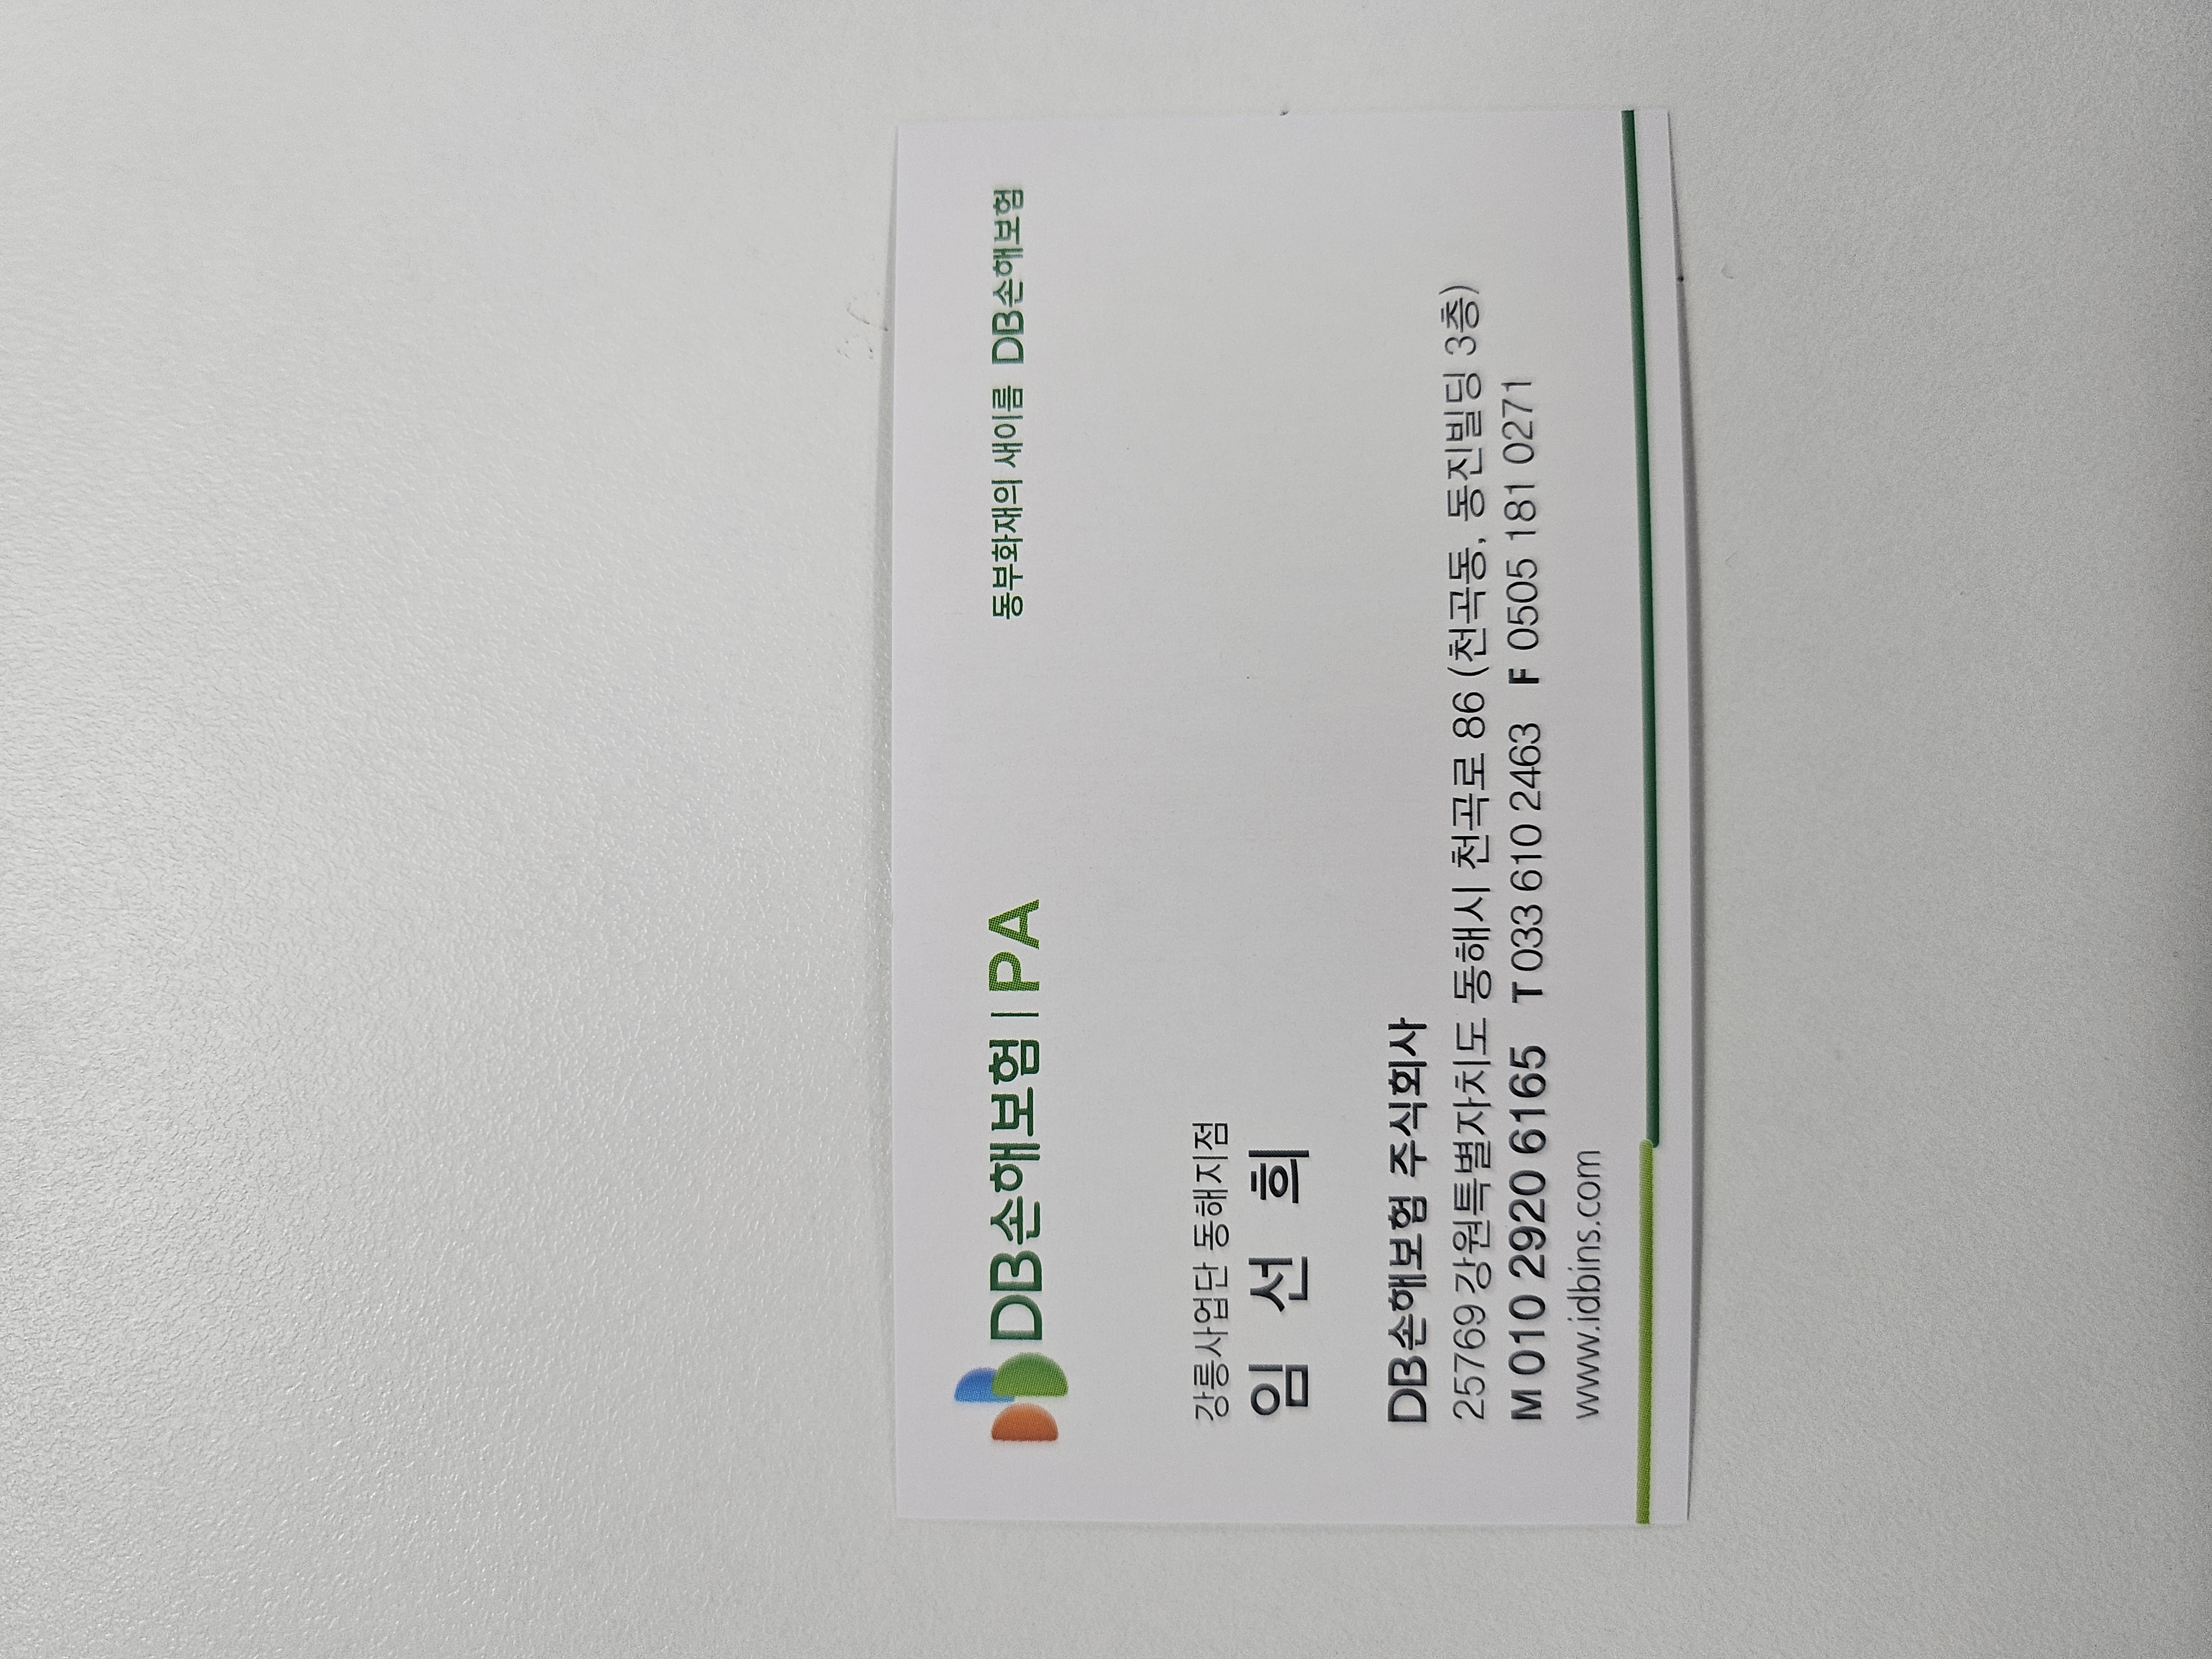 DB손해보험 | PA
동부화재의 새이름 DB손해보험
강릉사업단 동해지점
임 선 희
DB손해보험 주식회사
25769 강원특별자치도 동해시 천곡로 86 (천곡동, 동진빌딩 3층)
M 010 2920 6165 T 033 610 2463 F 0505 181 0271
www.idbins.com